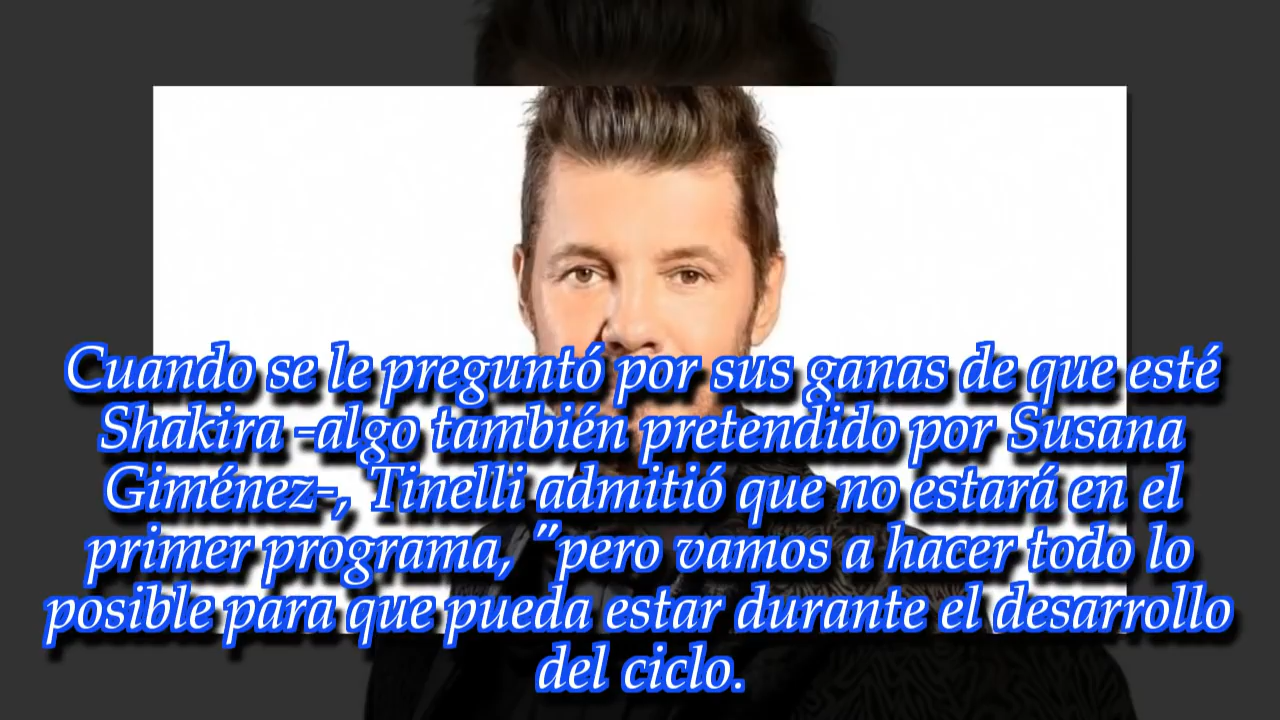 Cuando se le preguntó por sus ganas de que esté
Shakira -algo también pretendido por Susana
Giménez-, Tinelli admitió que no estará en el
primer programa, "pero vamos a hacer todo lo
posible para que pueda estar durante el desarrollo
del ciclo.